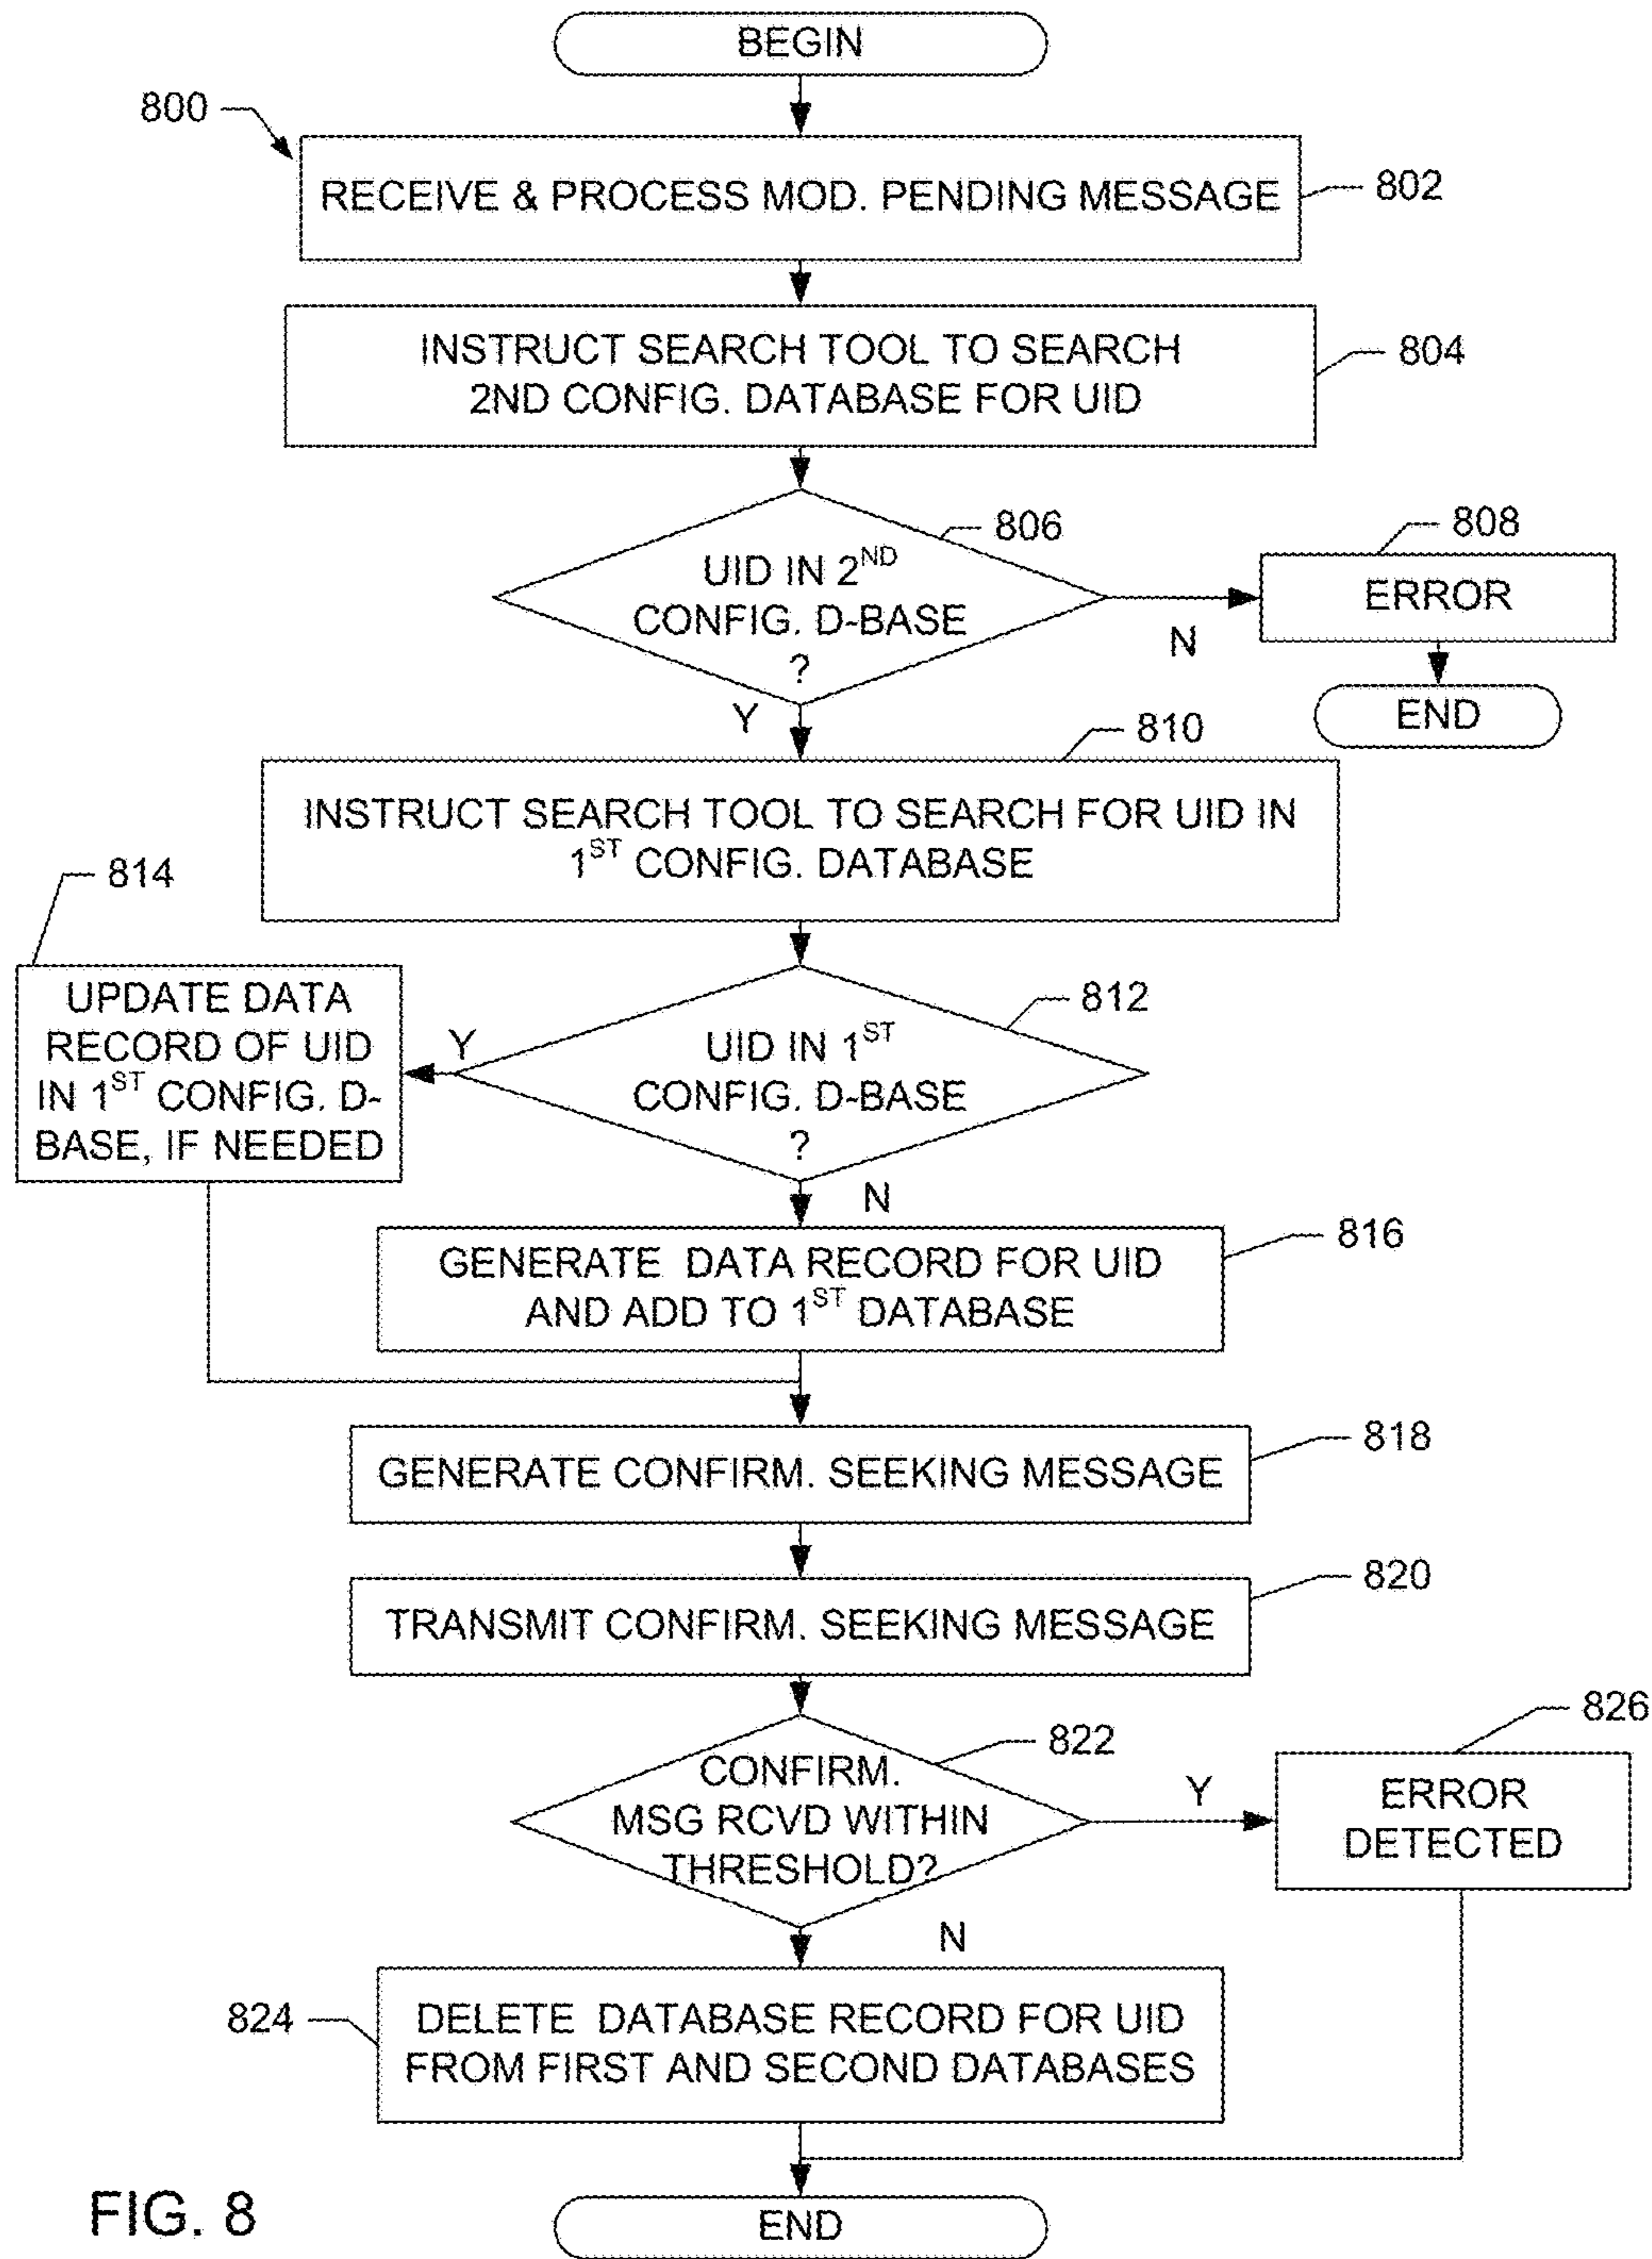 BEGIN
800
RECEIVE & PROCESS MOD. PENDING MESSAGE
802
INSTRUCT SEARCH TOOL TO SEARCH
2ND CONFIG. DATABASE FOR UID
804
806
UID IN 2ND
CONFIG. D-BASE
?
N
808
ERROR
END
Y
810
INSTRUCT SEARCH TOOL TO SEARCH FOR UID IN
1ST CONFIG. DATABASE
814
UPDATE DATA
RECORD OF UID
IN 1ST CONFIG. D-
BASE, IF NEEDED
Y
812
UID IN 1ST
CONFIG. D-BASE
?
N
816
GENERATE DATA RECORD FOR UID
AND ADD TO 1ST DATABASE
818
GENERATE CONFIRM. SEEKING MESSAGE
820
TRANSMIT CONFIRM. SEEKING MESSAGE
822
CONFIRM.
MSG RCVD WITHIN
THRESHOLD?
Y
826
ERROR
DETECTED
N
824
DELETE DATABASE RECORD FOR UID
FROM FIRST AND SECOND DATABASES
END
FIG. 8